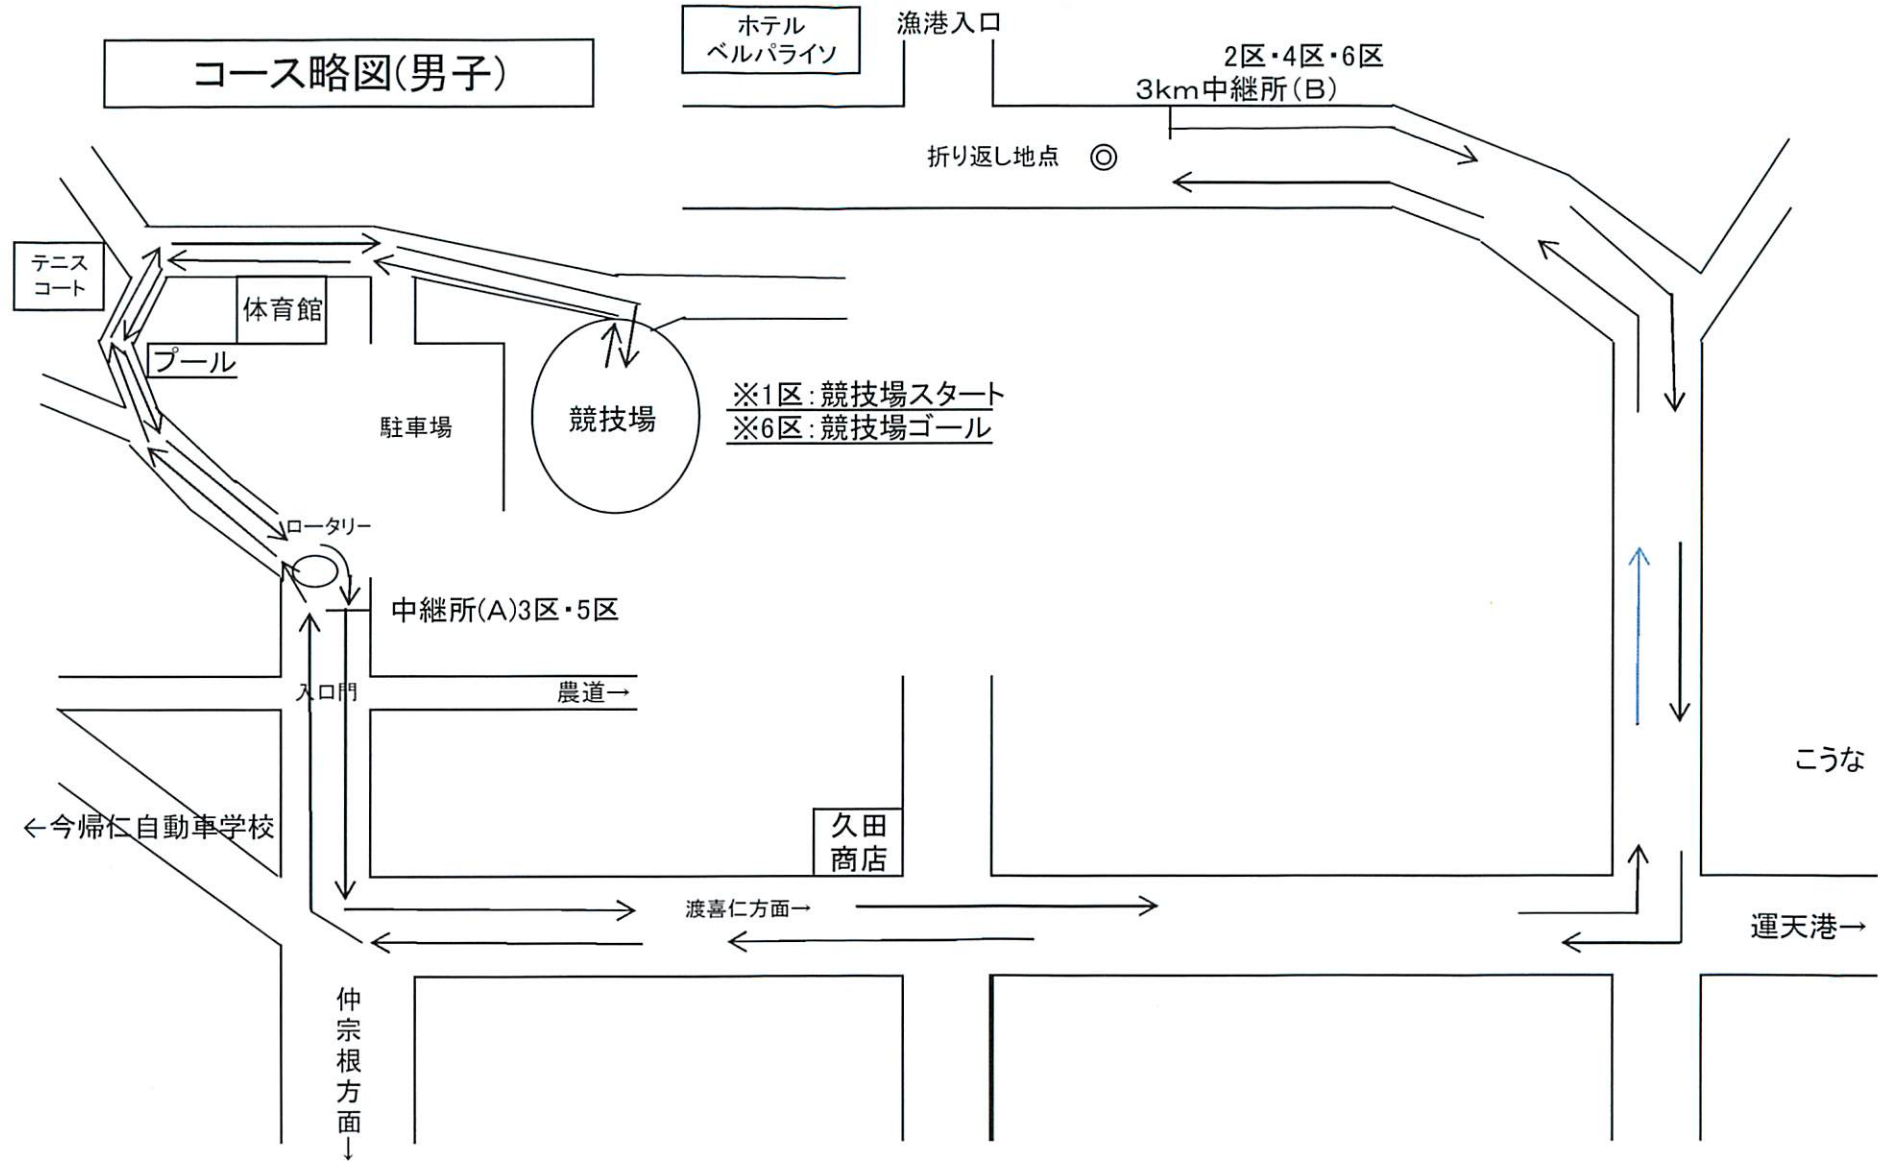 コース略図(男子)
ホテル
ベルパライソ
漁港入口
2区・4区・6区
3km中継所(B)
折り返し地点 ◎
テニス
コート
体育館
プール
駐車場
競技場
※1区:競技場スタート
※6区:競技場ゴール
ロータリー
中継所(A)3区・5区
入口門
農道→
こうな
←今帰仁自動車学校
久田
商店
渡喜仁方面→
運天港→
仲宗根方面↓